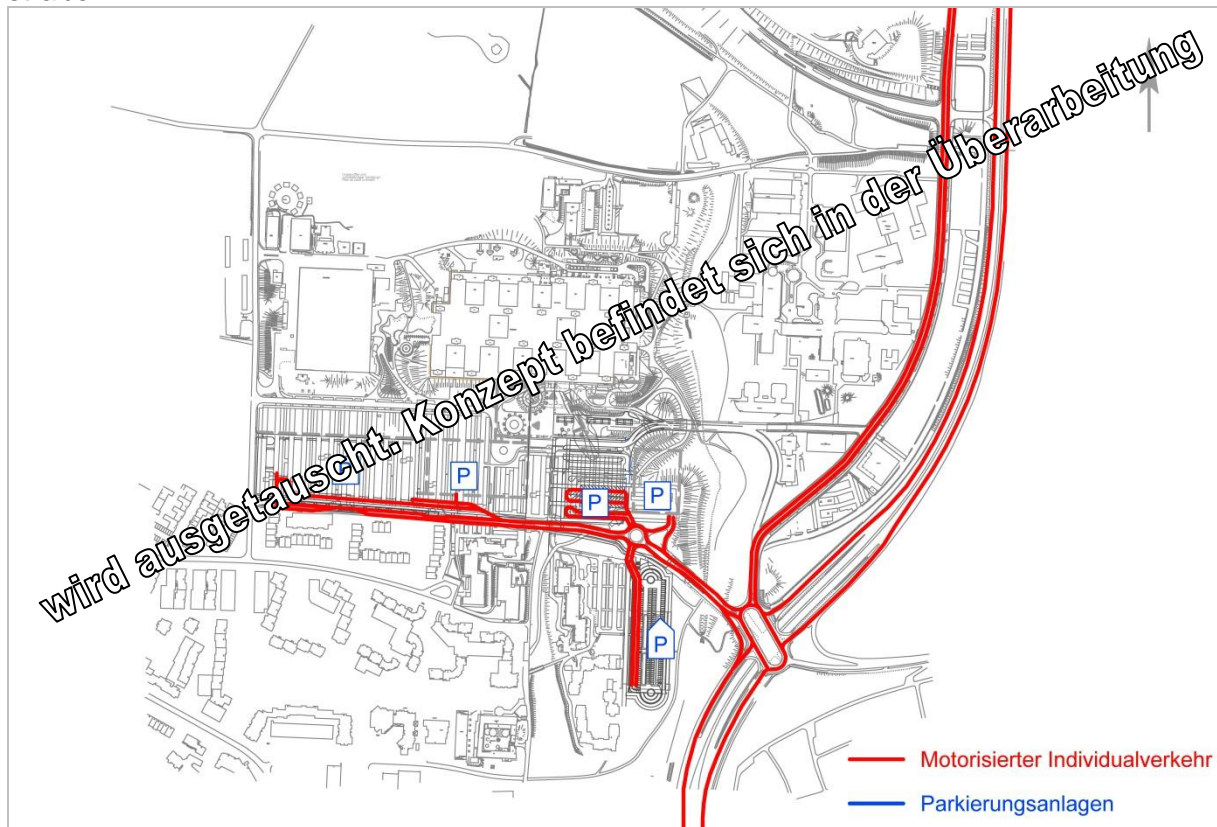 wird ausgetauscht. Konzept befindet sich in der Überarbeitung
P
P
P
P
P
Motorisierter Individualverkehr
Parkierungsanlagen